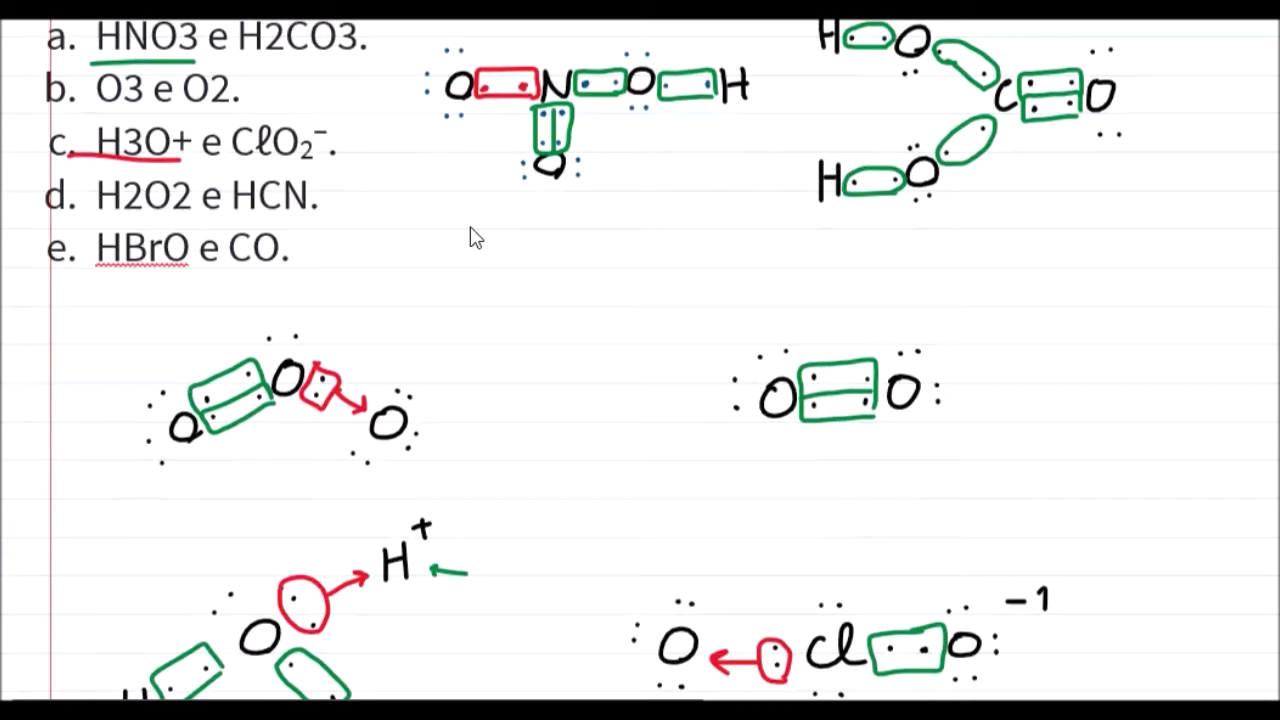 a. HNO3 e H2CO3.
b. O3 e O2.
c. H3O+ e CℓO₂⁻.
d. H2O2 e HCN.
e. HBrO e CO.
O N O H
O
H O
C O
H O
O
O O
O O
H +
O
H
O Cl O -1